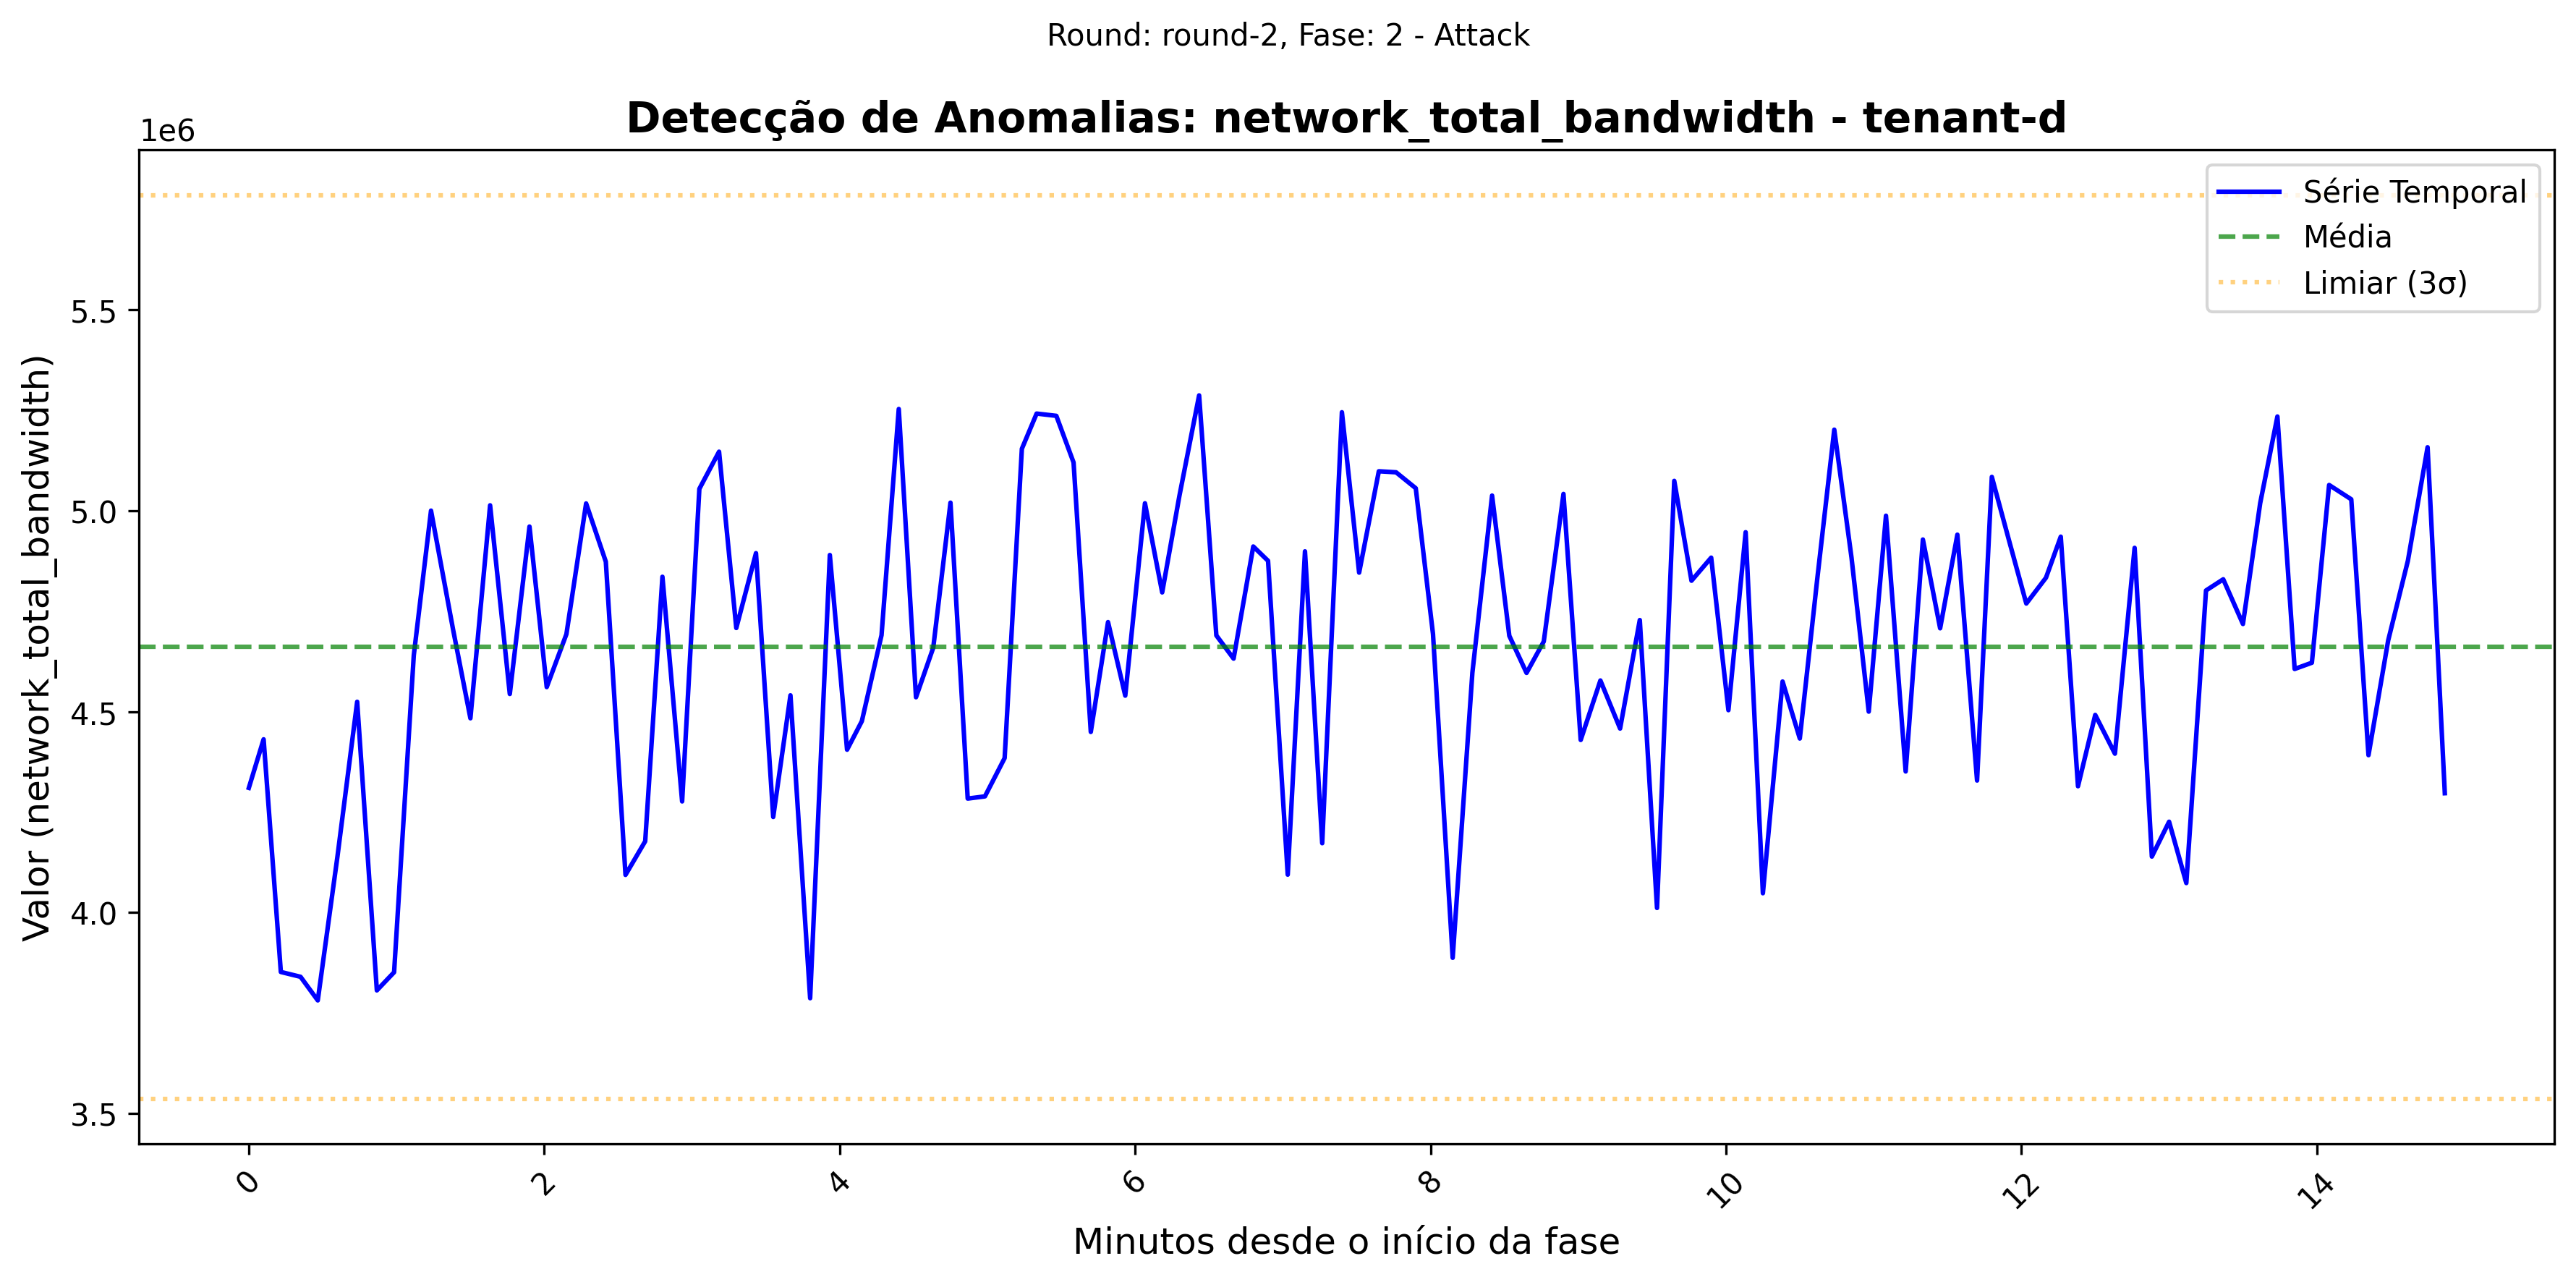 Round: round-2, Fase: 2 - Attack
Detecção de Anomalias: network_total_bandwidth - tenant-d
1e6
Série Temporal
Média
Limiar (3σ)
Valor (network_total_bandwidth)
5.5
5.0
4.5
4.0
3.5
0
2
4
6
8
10
12
14
Minutos desde o início da fase